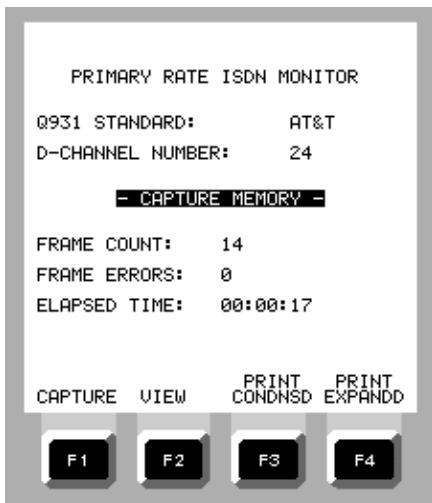 PRIMARY RATE ISDN MONITOR
Q931 STANDARD: AT&T
D-CHANNEL NUMBER: 24
- CAPTURE MEMORY -
FRAME COUNT: 14
FRAME ERRORS: 0
ELAPSED TIME: 00:00:17
PRINT PRINT
CAPTURE VIEW CONDNSD EXPANDD
F1 F2 F3 F4